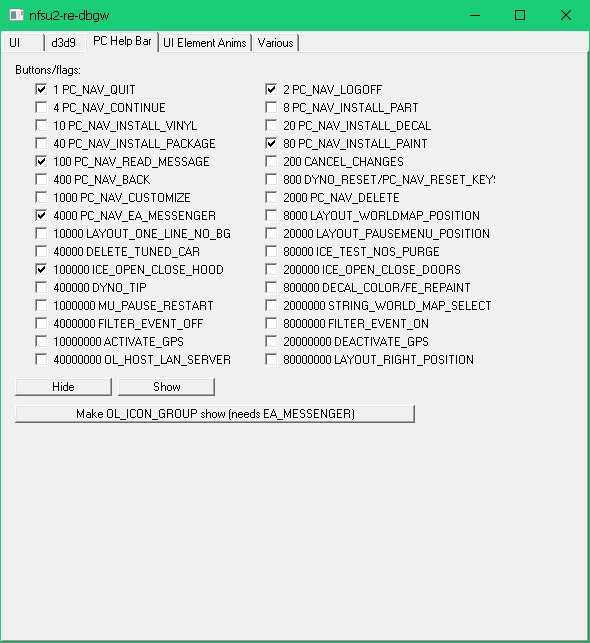 nfsu2-re-dbgw
UI d3d9 PC Help Bar UI Element Anims Various
Buttons/flags:
1 PC_NAV_QUIT 2 PC_NAV_LOGOFF
4 PC_NAV_CONTINUE 8 PC_NAV_INSTALL_PART
10 PC_NAV_INSTALL_VINYL 20 PC_NAV_INSTALL_DECAL
40 PC_NAV_INSTALL_PACKAGE 80 PC_NAV_INSTALL_PAINT
100 PC_NAV_READ_MESSAGE 200 CANCEL_CHANGES
400 PC_NAV_BACK 800 DYNO_RESET/PC_NAV_RESET_KEYS
1000 PC_NAV_CUSTOMIZE 2000 PC_NAV_DELETE
4000 PC_NAV_EA_MESSENGER 8000 LAYOUT_WORLDMAP_POSITION
10000 LAYOUT_ONE_LINE_NO_BG 20000 LAYOUT_PAUSEMENU_POSITION
40000 DELETE_TUNED_CAR 80000 ICE_TEST_NOS_PURGE
100000 ICE_OPEN_CLOSE_HOOD 200000 ICE_OPEN_CLOSE_DOORS
400000 DYNO_TIP 800000 DECAL_COLOR/FE_REPAINT
1000000 MU_PAUSE_RESTART 2000000 STRING_WORLD_MAP_SELECT
4000000 FILTER_EVENT_OFF 8000000 FILTER_EVENT_ON
10000000 ACTIVATE_GPS 20000000 DEACTIVATE_GPS
40000000 OL_HOST_LAN_SERVER 80000000 LAYOUT_RIGHT_POSITION
Hide Show
Make OL_ICON_GROUP show (needs EA_MESSENGER)